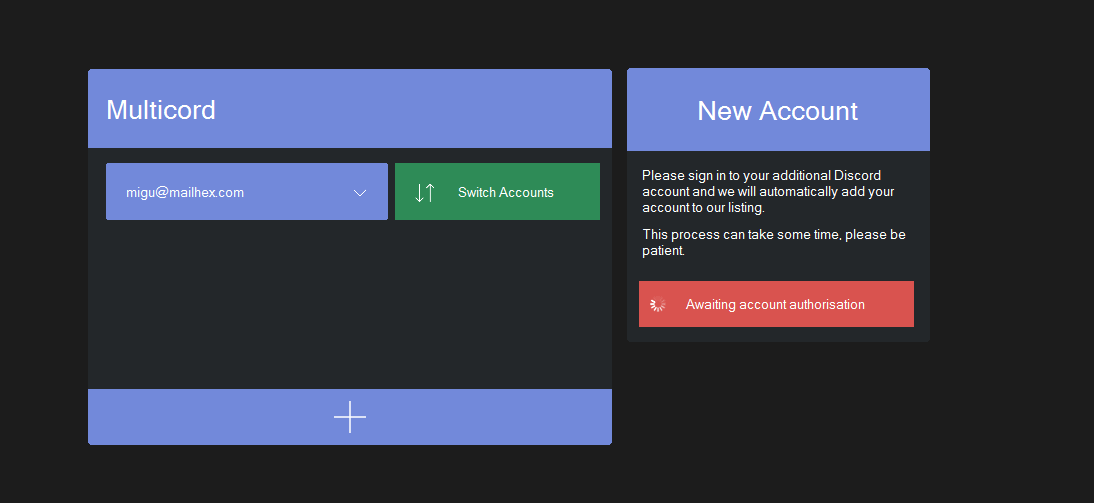 Multicord
migu@mailhex.com
Switch Accounts
New Account
Please sign in to your additional Discord
account and we will automatically add your
account to our listing.
This process can take some time, please be
patient.
Awaiting account authorisation